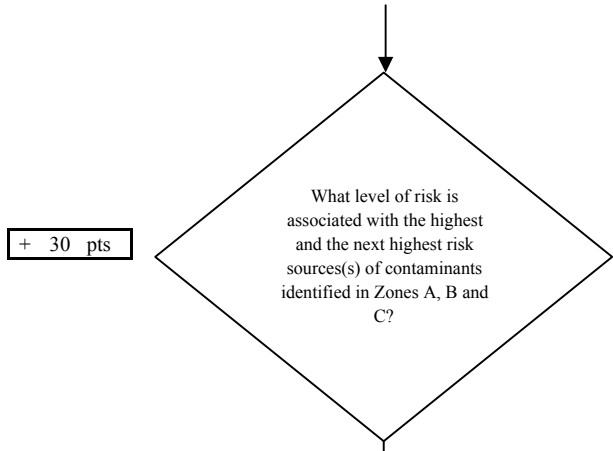 What level of risk is
associated with the highest
and the next highest risk
sources(s) of contaminants
identified in Zones A, B and
C?
+ 30 pts